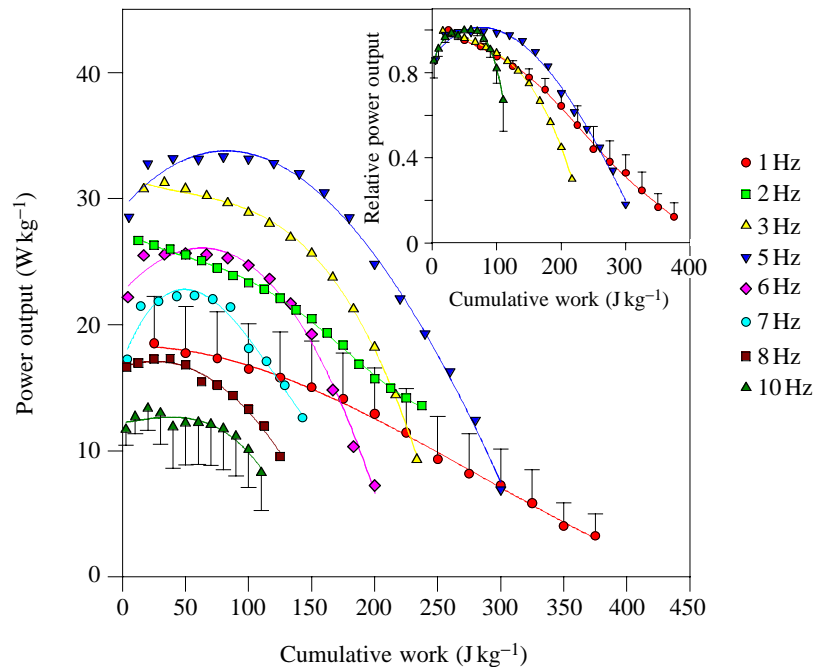 40
30
20
10
0
Power output (W kg−1)
0 50 100 150 200 250 300 350 400 450
Cumulative work (J kg−1)
0.8
0.4
0
Relative power output
0 100 200 300 400
Cumulative work (J kg−1)
1 Hz
2 Hz
3 Hz
5 Hz
6 Hz
7 Hz
8 Hz
10 Hz